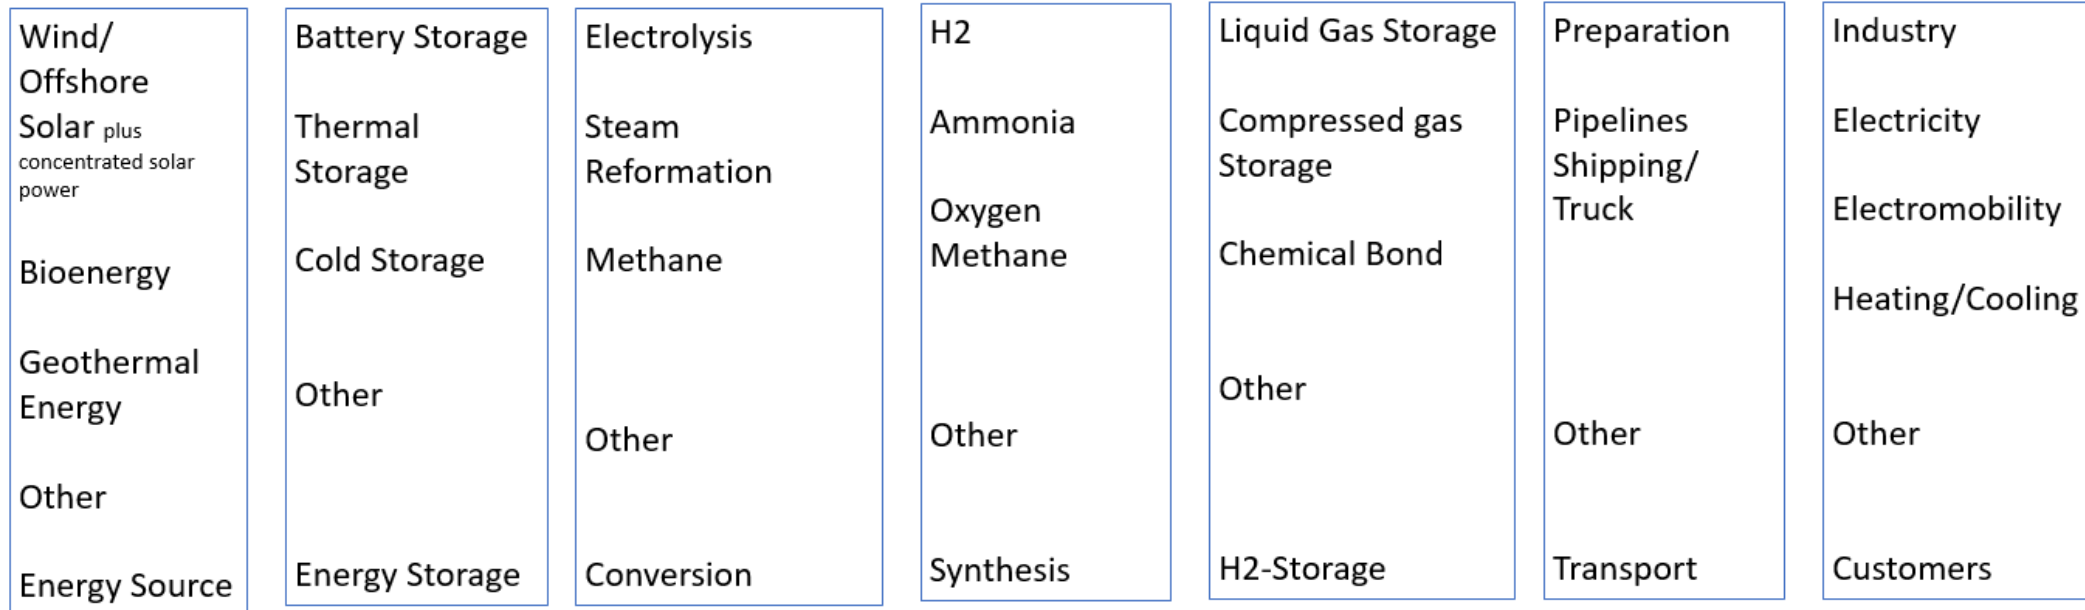 Wind/
Offshore
Solar plus
concentrated solar
power
Bioenergy
Geothermal
Energy
Other
Energy Source
Battery Storage
Thermal
Storage
Cold Storage
Other
Energy Storage
Electrolysis
Steam
Reformation
Methane
Other
Conversion
H2
Ammonia
Oxygen
Methane
Other
Synthesis
Liquid Gas Storage
Compressed gas
Storage
Chemical Bond
Other
H2-Storage
Preparation
Pipelines
Shipping/
Truck
Other
Transport
Industry
Electricity
Electromobility
Heating/Cooling
Other
Customers